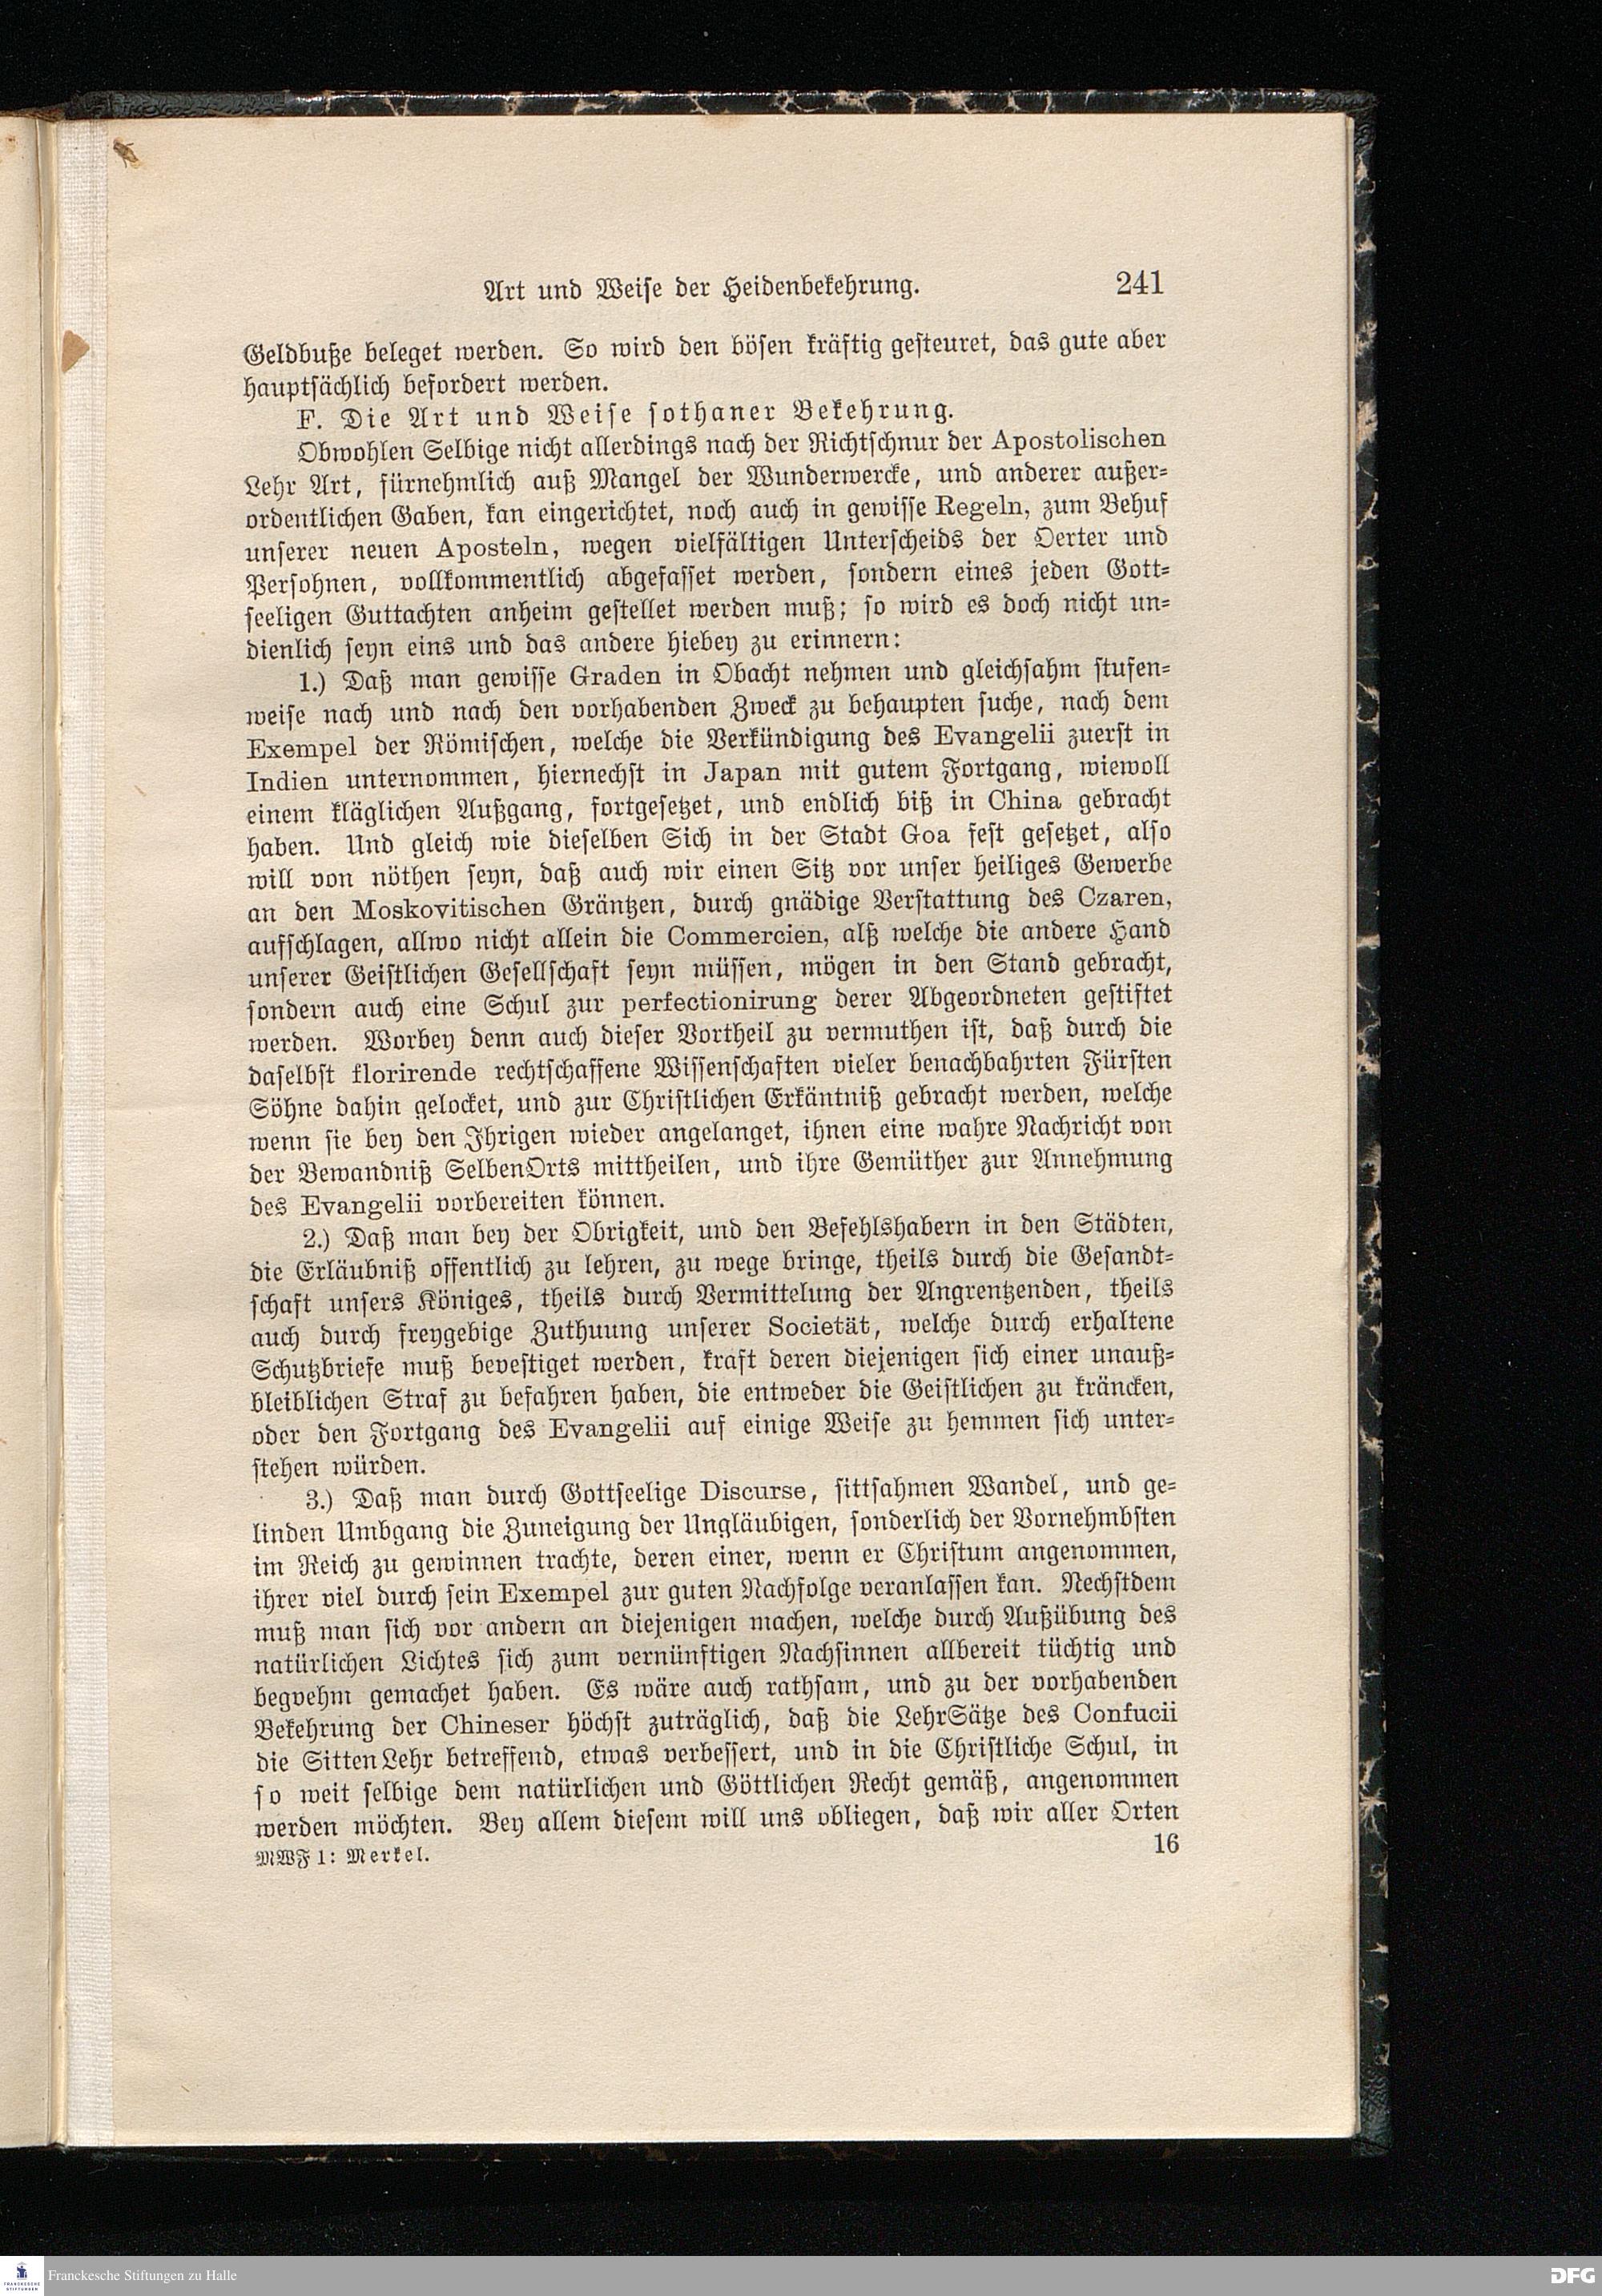 Art und Weise der Heidenbekehrung. 241
Geldbuße beleget werden. So wird den bösen kräftig gesteuret, das gute aber
hauptsächlich befordert werden.
F. Die Art und Weise sothaner Bekehrung.
Obwohlen Selbige nicht allerdings nach der Richtschnur der Apostolischen
Lehr Art, fürnehmlich auß Mangel der Wunderwercke, und anderer außer-
ordentlichen Gaben, kan eingerichtet, noch auch in gewisse Regeln, zum Behuf
unserer neuen Aposteln, wegen vielfältigen Unterscheids der Oerter und
Persohnen, vollkommentlich abgefasset werden, sondern eines jeden Gott-
seeligen Guttachten anheim gestellet werden muß; so wird es doch nicht un-
dienlich seyn eins und das andere hiebey zu erinnern:
1.) Daß man gewisse Graden in Obacht nehmen und gleichsahm stufen-
weise nach und nach den vorhabenden Zweck zu behaupten suche, nach dem
Exempel der Römischen, welche die Verkündigung des Evangelii zuerst in
Indien unternommen, hiernechst in Japan mit gutem Fortgang, wiewoll
einem kläglichen Außgang, fortgesetzet, und endlich biß in China gebracht
haben. Und gleich wie dieselben Sich in der Stadt Goa fest gesetzet, also
will von nöthen seyn, daß auch wir einen Sitz vor unser heiliges Gewerbe
an den Moskovitischen Gräntzen, durch gnädige Verstattung des Czaren,
aufschlagen, allwo nicht allein die Commercien, alß welche die andere Hand
unserer Geistlichen Gesellschaft seyn müssen, mögen in den Stand gebracht,
sondern auch eine Schul zur perfectionirung derer Abgeordneten gestiftet
werden. Worbey denn auch dieser Vortheil zu vermuthen ist, daß durch die
daselbst florirende rechtschaffene Wissenschaften vieler benachbahrten Fürsten
Söhne dahin gelocket, und zur Christlichen Erkäntniß gebracht werden, welche
wenn sie bey den Ihrigen wieder angelanget, ihnen eine wahre Nachricht von
der Bewandniß SelbenOrts mittheilen, und ihre Gemüther zur Annehmung
des Evangelii vorbereiten können.
2.) Daß man bey der Obrigkeit, und den Befehlshabern in den Städten,
die Erläubniß offentlich zu lehren, zu wege bringe, theils durch die Gesandt-
schaft unsers Königes, theils durch Vermittelung der Angrentzenden, theils
auch durch freygebige Zuthuung unserer Societät, welche durch erhaltene
Schutzbriefe muß bevestiget werden, kraft deren diejenigen sich einer unauß-
bleiblichen Straf zu befahren haben, die entweder die Geistlichen zu kräncken,
oder den Fortgang des Evangelii auf einige Weise zu hemmen sich unter-
stehen würden.
3.) Daß man durch Gottseelige Discurse, sittsahmen Wandel, und ge-
linden Umbgang die Zuneigung der Ungläubigen, sonderlich der Vornehmbsten
im Reich zu gewinnen trachte, deren einer, wenn er Christum angenommen,
ihrer viel durch sein Exempel zur guten Nachfolge veranlassen kan. Nechstdem
muß man sich vor andern an diejenigen machen, welche durch Außübung des
natürlichen Lichtes sich zum vernünftigen Nachsinnen allbereit tüchtig und
beqvehm gemachet haben. Es wäre auch rathsam, und zu der vorhabenden
Bekehrung der Chineser höchst zuträglich, daß die LehrSätze des Confucii
die SittenLehr betreffend, etwas verbessert, und in die Christliche Schul, in
so weit selbige dem natürlichen und Göttlichen Recht gemäß, angenommen
werden möchten. Bey allem diesem will uns obliegen, daß wir aller Orten
MWF 1: Merkel. 16
FRANCKESCHE STIFTUNGEN
Franckesche Stiftungen zu Halle
DFG